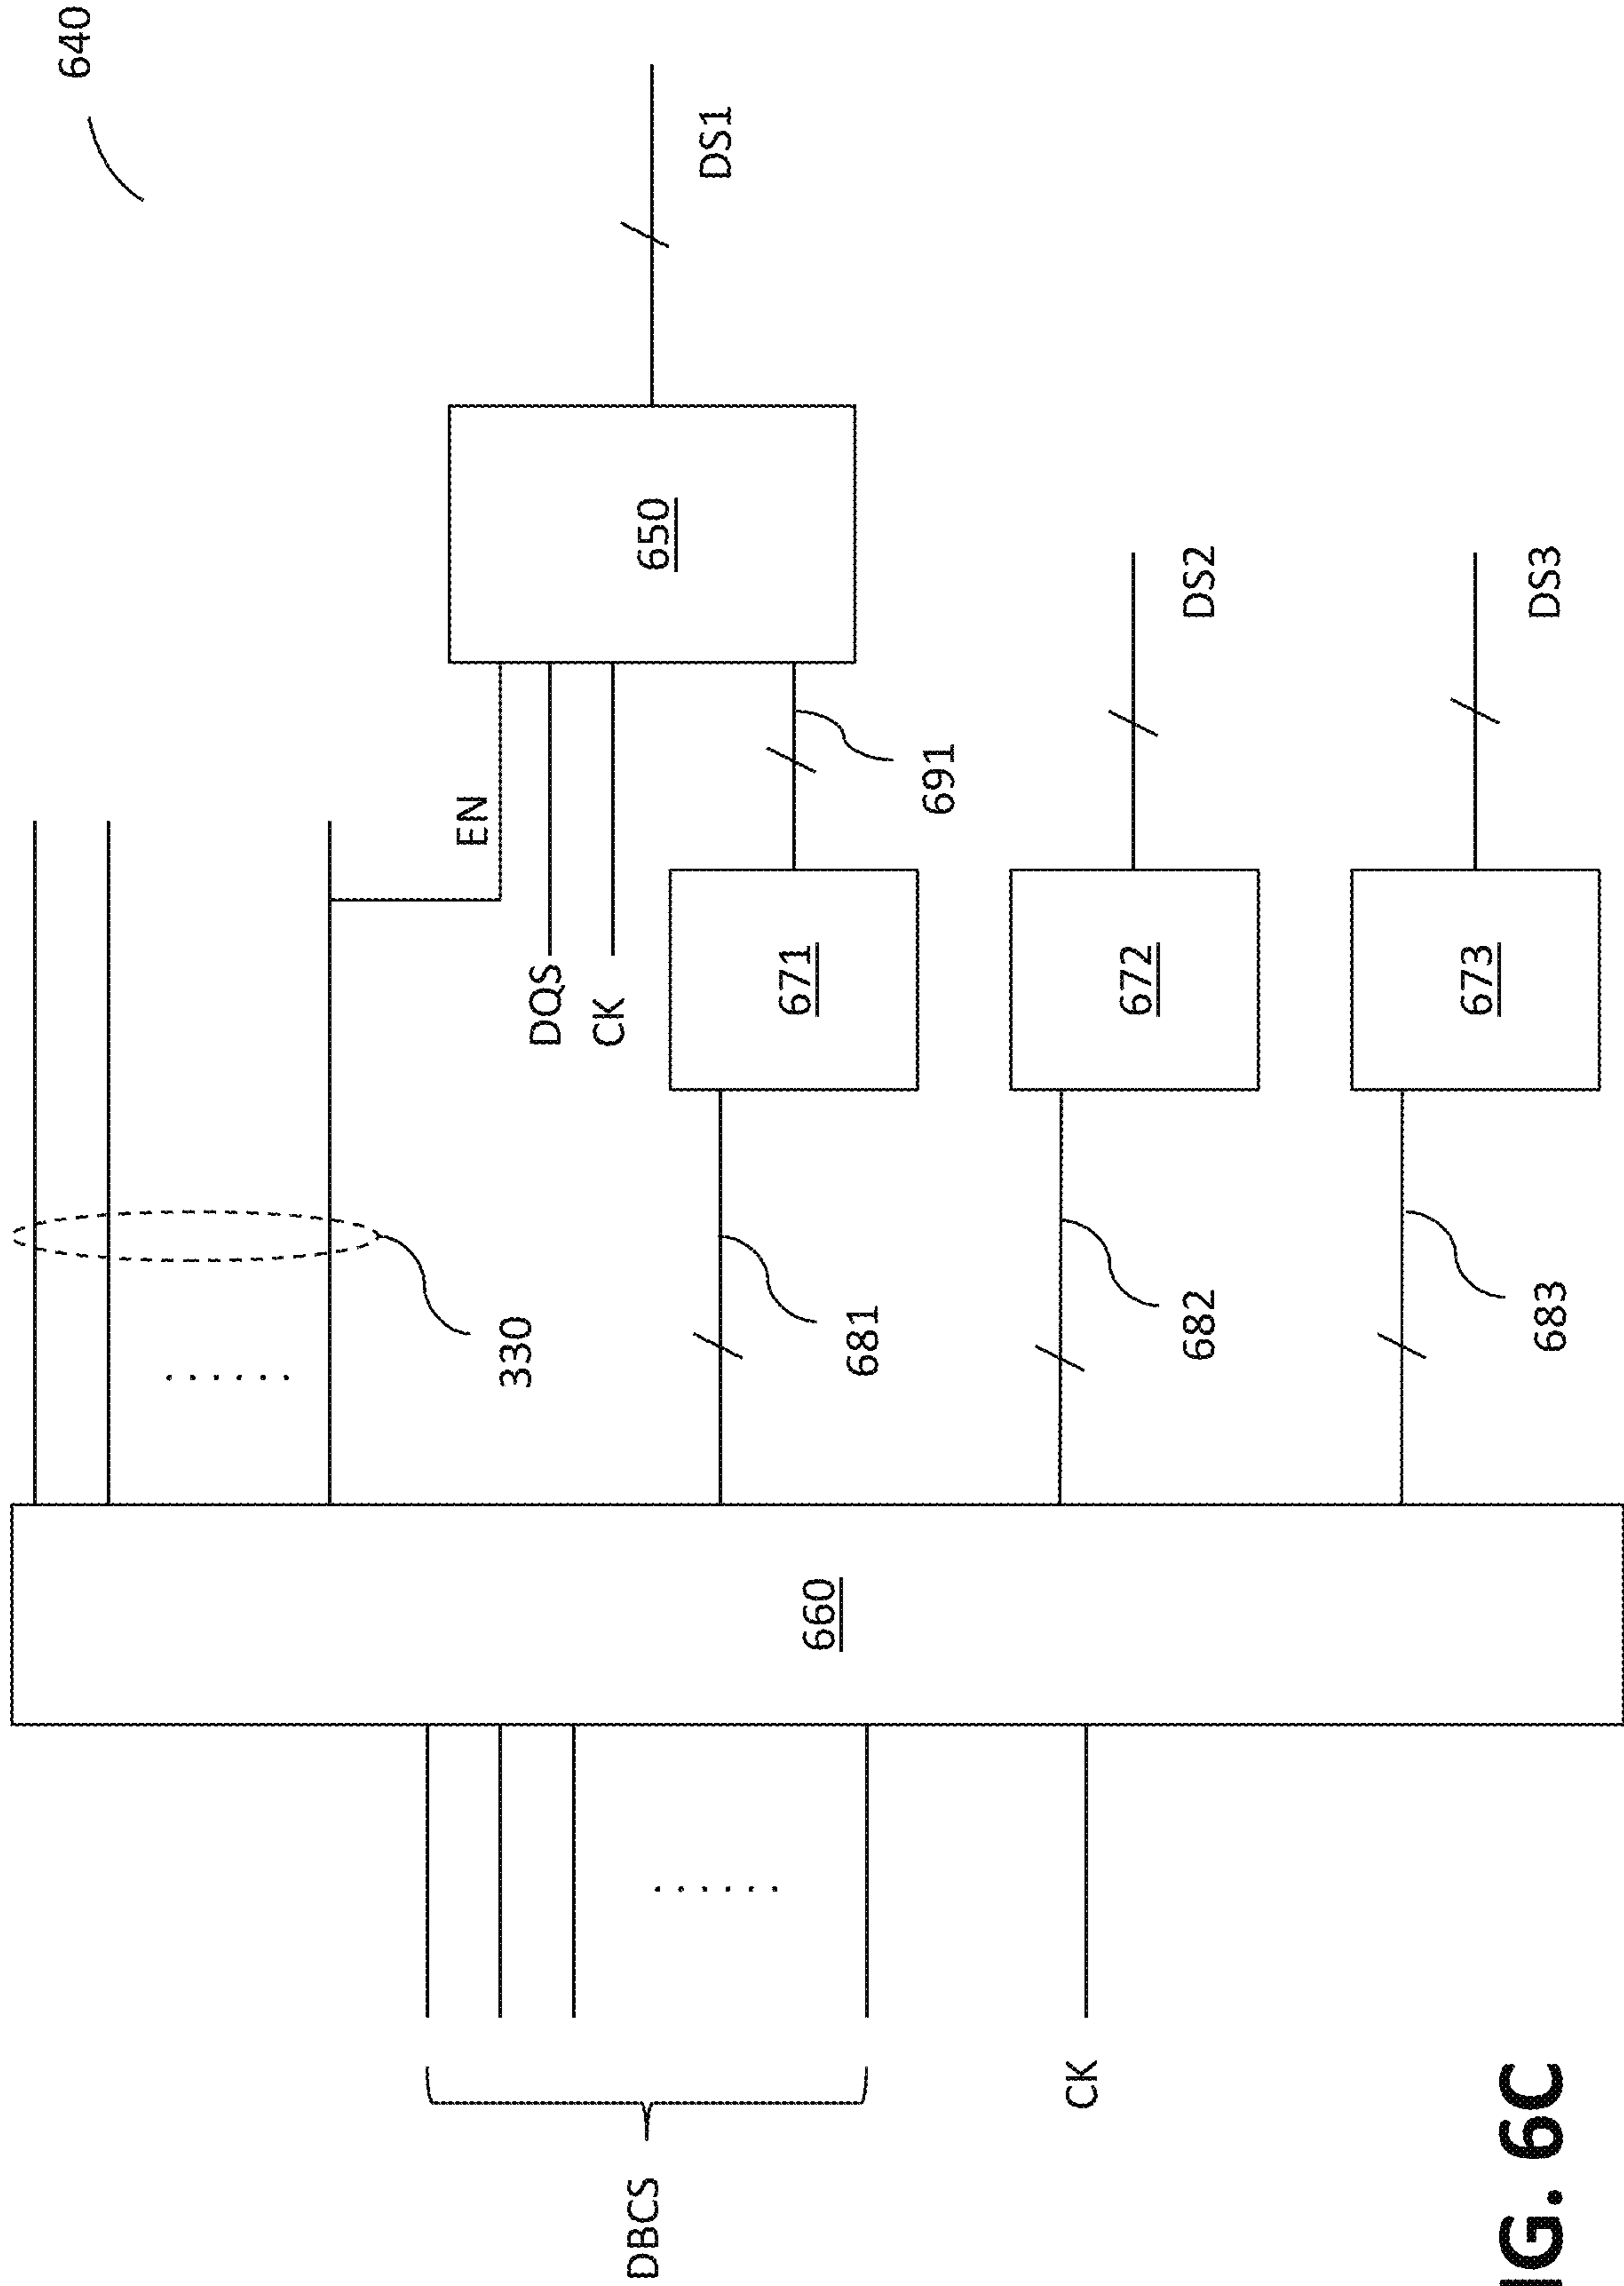 640
DS1
650
EN
DQS
CK
691
DS2
DS3
671
672
673
330
681
682
683
660
DBCS
CK
IG. 6C